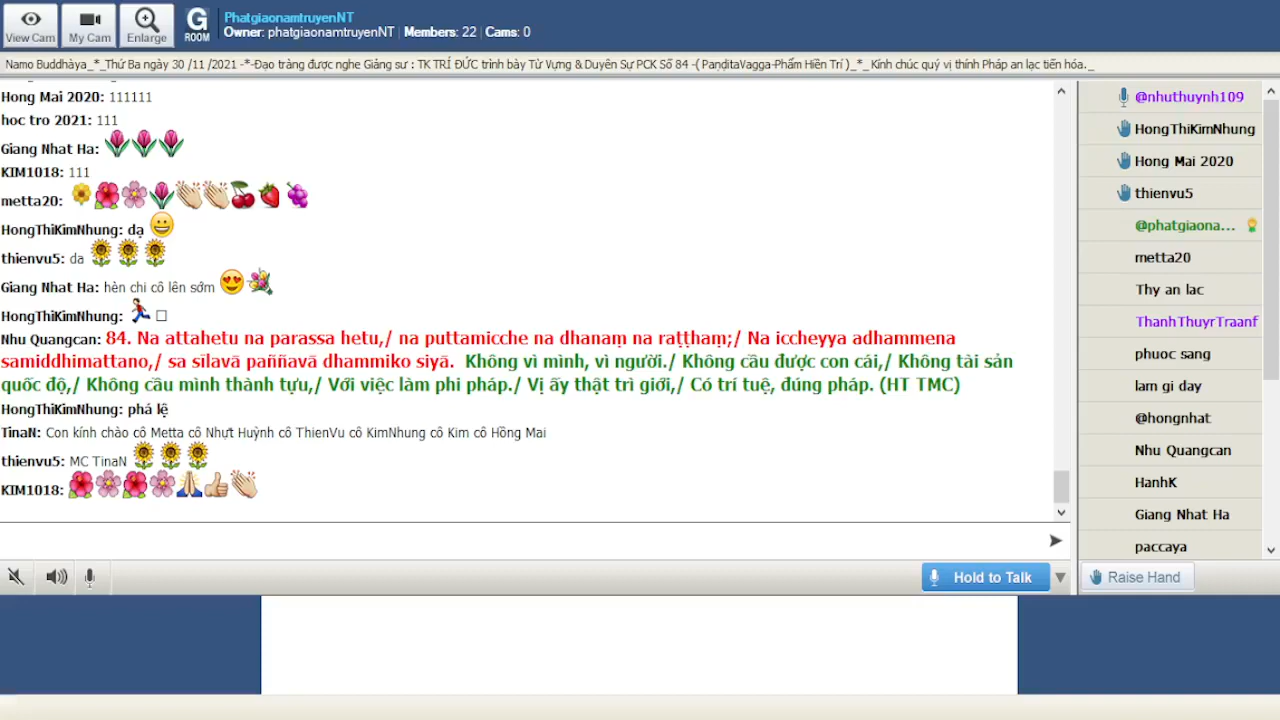 View Cam
My Cam
Enlarge
G
ROOM
PhatgiaonamtruyenNT
Owner: phatgiaonamtruyenNT | Members: 22 | Cams: 0
Namo Buddhàya_*_Thứ Ba ngày 30 /11 /2021 -*-Đạo tràng được nghe Giảng sư : TK TRÍ ĐỨC trình bày Từ Vựng & Duyên Sự PCK Số 84 -( PaṇḍitaVagga-Phẩm Hiền Trí )_*_ Kính chúc quý vị thính Pháp an lạc tiến hóa._
Hong Mai 2020: 111111
hoc tro 2021: 111
Giang Nhat Ha:
KIM1018: 111
metta20:
HongThiKimNhung: dạ
thienvu5: da
Giang Nhat Ha: hèn chi cô lên sớm
HongThiKimNhung:
Nhu Quangcan: 84. Na attahetu na parassa hetu,/ na puttamicche na dhanaṃ na raṭṭhaṃ;/ Na iccheyya adhammena
samiddhimattano,/ sa sīlavā paññavā dhammiko siyā. Không vì mình, vì người./ Không cầu được con cái,/ Không tài sản
quốc độ,/ Không cầu mình thành tựu,/ Với việc làm phi pháp./ Vị ấy thật trì giới,/ Có trí tuệ, đúng pháp. (HT TMC)
HongThiKimNhung: phá lệ
TinaN: Con kính chào cô Metta cô Nhựt Huỳnh cô ThienVu cô KimNhung cô Kim cô Hồng Mai
thienvu5: MC TinaN
KIM1018:
Hold to Talk
@nhuthuynh109
HongThiKimNhung
Hong Mai 2020
thienvu5
@phatgiaona...
metta20
Thy an lac
ThanhThuyrTraanf
phuoc sang
lam gi day
@hongnhat
Nhu Quangcan
HanhK
Giang Nhat Ha
paccaya
Raise Hand